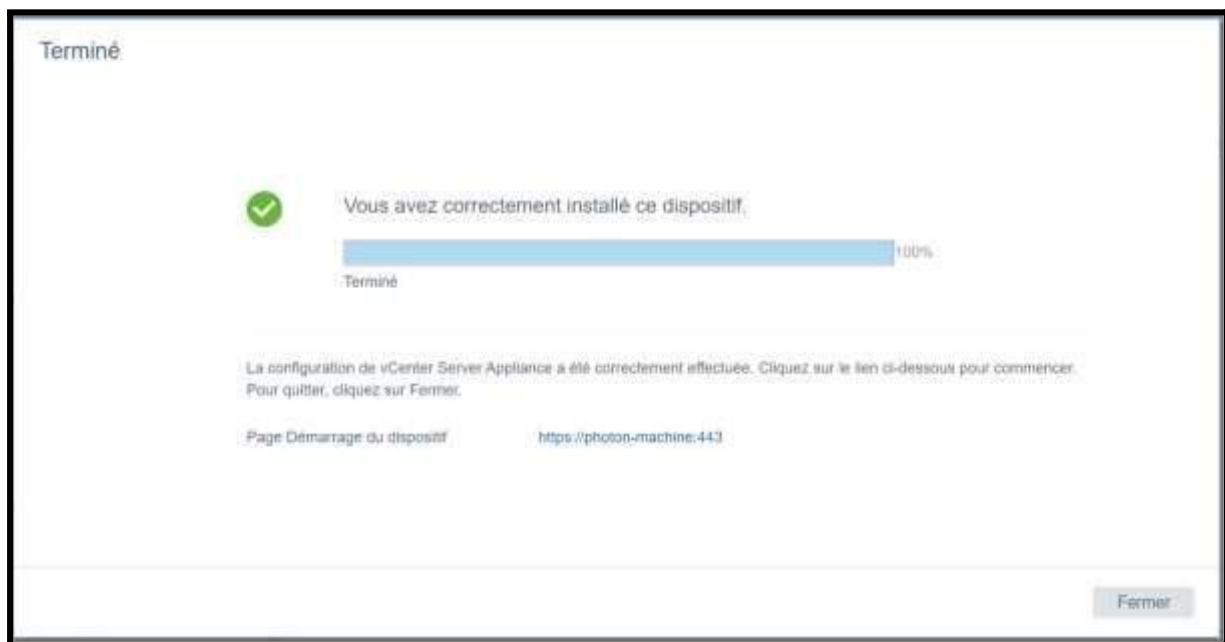 Terminé
Vous avez correctement installé ce dispositif.
100%
Terminé
La configuration de vCenter Server Appliance a été correctement effectuée. Cliquez sur le lien ci-dessous pour commencer.
Pour quitter, cliquez sur Fermer.
Page Démarrage du dispositif https://photon-machine:443
Fermer